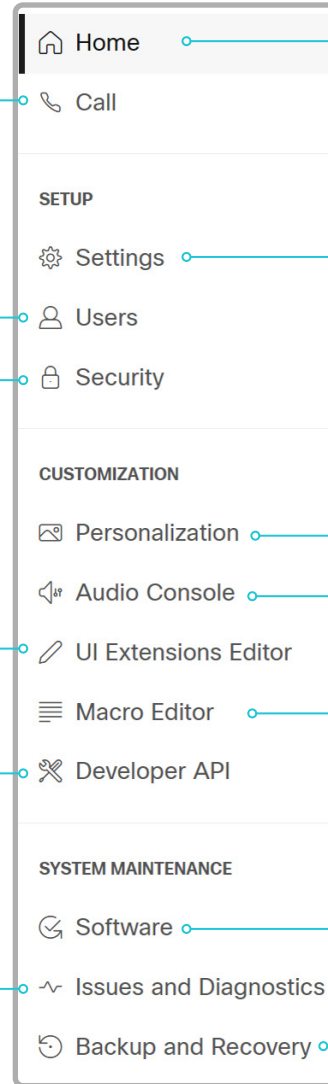 Home
Call
SETUP
Settings
Users
Security
CUSTOMIZATION
Personalization
Audio Console
UI Extensions Editor
Macro Editor
Developer API
SYSTEM MAINTENANCE
Software
Issues and Diagnostics
Backup and Recovery